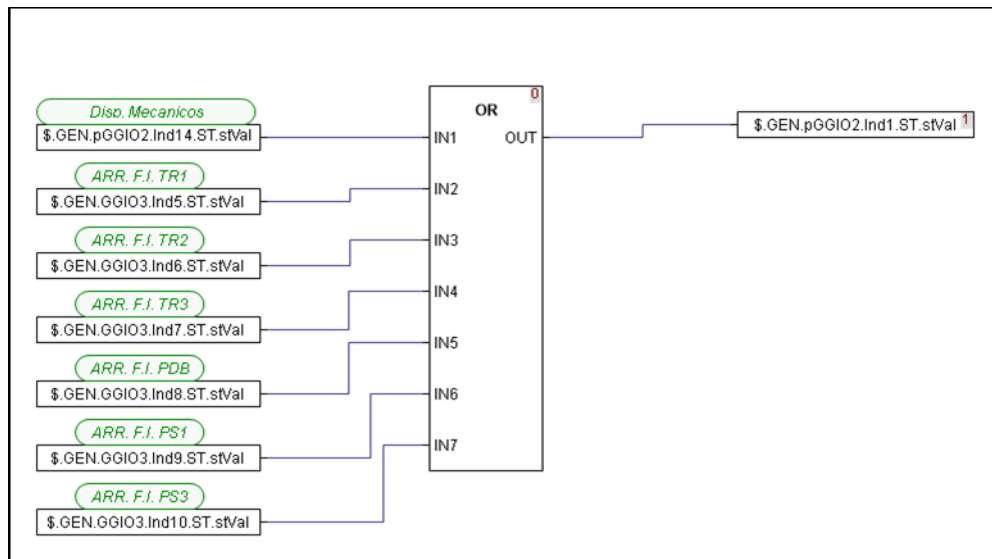 Disp. Mecanicos
$.GEN.pGGIO2.Ind14.ST.stVal
ARR. F.I. TR1
$.GEN.GGIO3.Ind5.ST.stVal
ARR. F.I. TR2
$.GEN.GGIO3.Ind6.ST.stVal
ARR. F.I. TR3
$.GEN.GGIO3.Ind7.ST.stVal
ARR. F.I. PDB
$.GEN.GGIO3.Ind8.ST.stVal
ARR. F.I. PS1
$.GEN.GGIO3.Ind9.ST.stVal
ARR. F.I. PS3
$.GEN.GGIO3.Ind10.ST.stVal
0
OR
IN1 OUT
IN2
IN3
IN4
IN5
IN6
IN7
$.GEN.pGGIO2.Ind1.ST.stVal 1